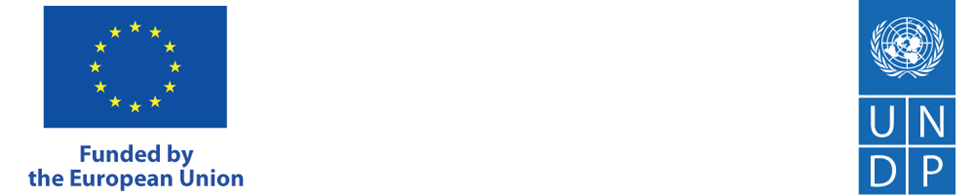 Funded by
the European Union
U N
D P